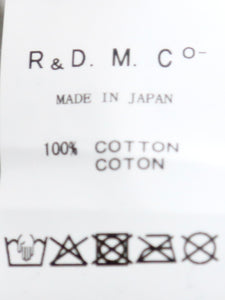 R & D. M. Co-
MADE IN JAPAN
100% COTTON
COTON